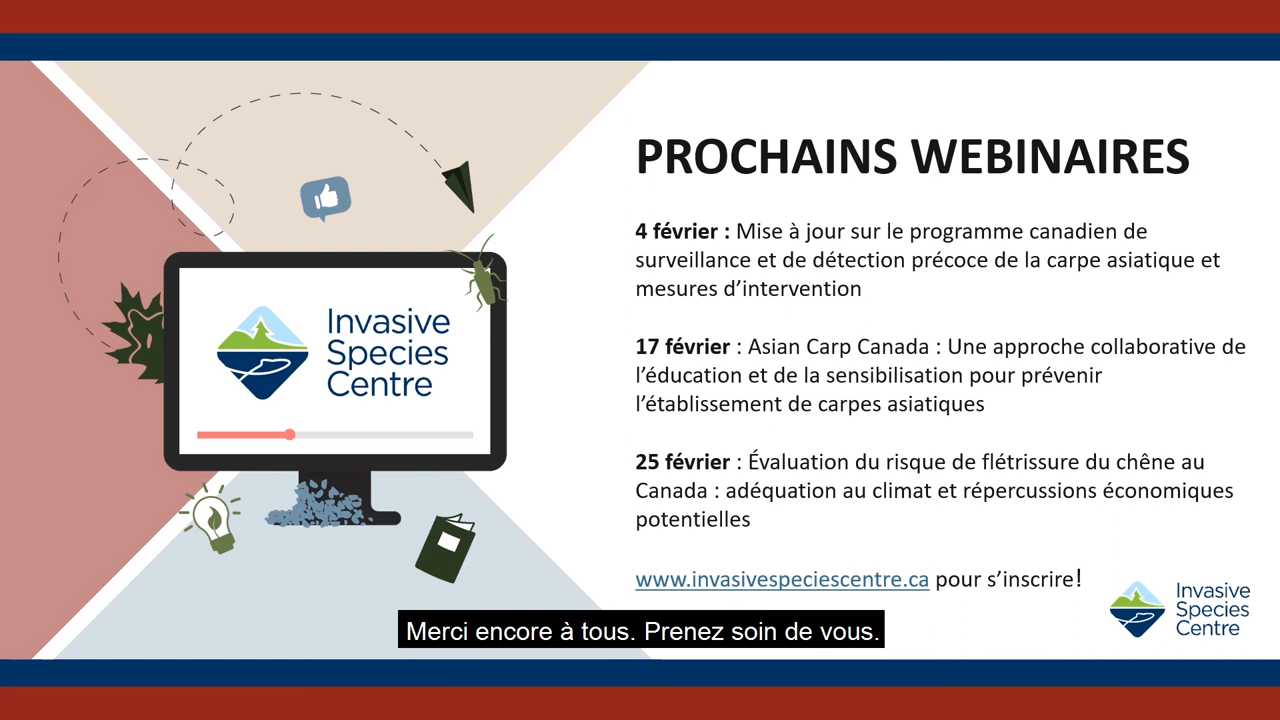 PROCHAINS WEBINAIRES
4 février : Mise à jour sur le programme canadien de
surveillance et de détection précoce de la carpe asiatique et
mesures d’intervention
17 février : Asian Carp Canada : Une approche collaborative de
l’éducation et de la sensibilisation pour prévenir
l’établissement de carpes asiatiques
25 février : Évaluation du risque de flétrissure du chêne au
Canada : adéquation au climat et répercussions économiques
potentielles
www.invasivespeciescentre.ca pour s’inscrire!
Invasive
Species
Centre
Invasive
Species
Centre
Merci encore à tous. Prenez soin de vous.